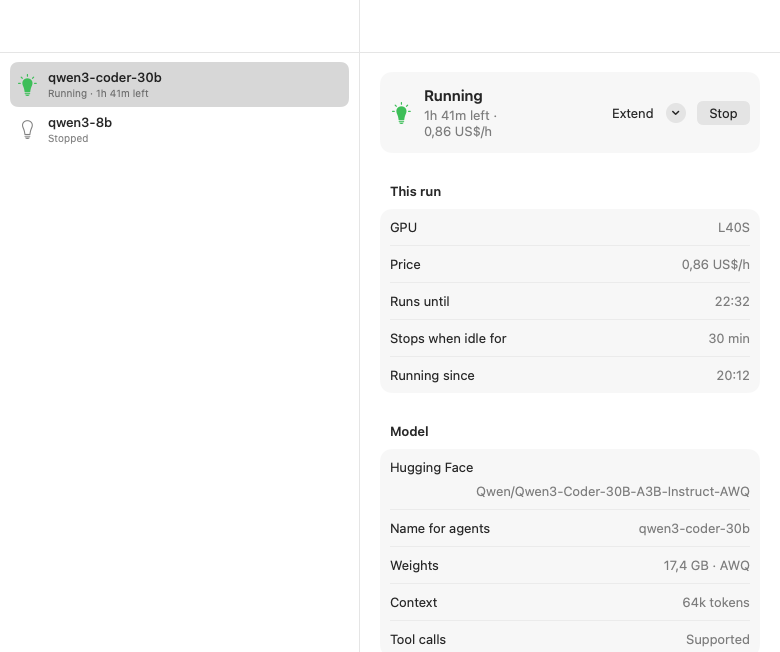 qwen3-coder-30b
Running · 1h 41m left
qwen3-8b
Stopped
Running
1h 41m left ·
0,86 US$/h
Extend
Stop
This run
GPU L40S
Price 0,86 US$/h
Runs until 22:32
Stops when idle for 30 min
Running since 20:12
Model
Hugging Face
Qwen/Qwen3-Coder-30B-A3B-Instruct-AWQ
Name for agents qwen3-coder-30b
Weights 17,4 GB · AWQ
Context 64k tokens
Tool calls Supported